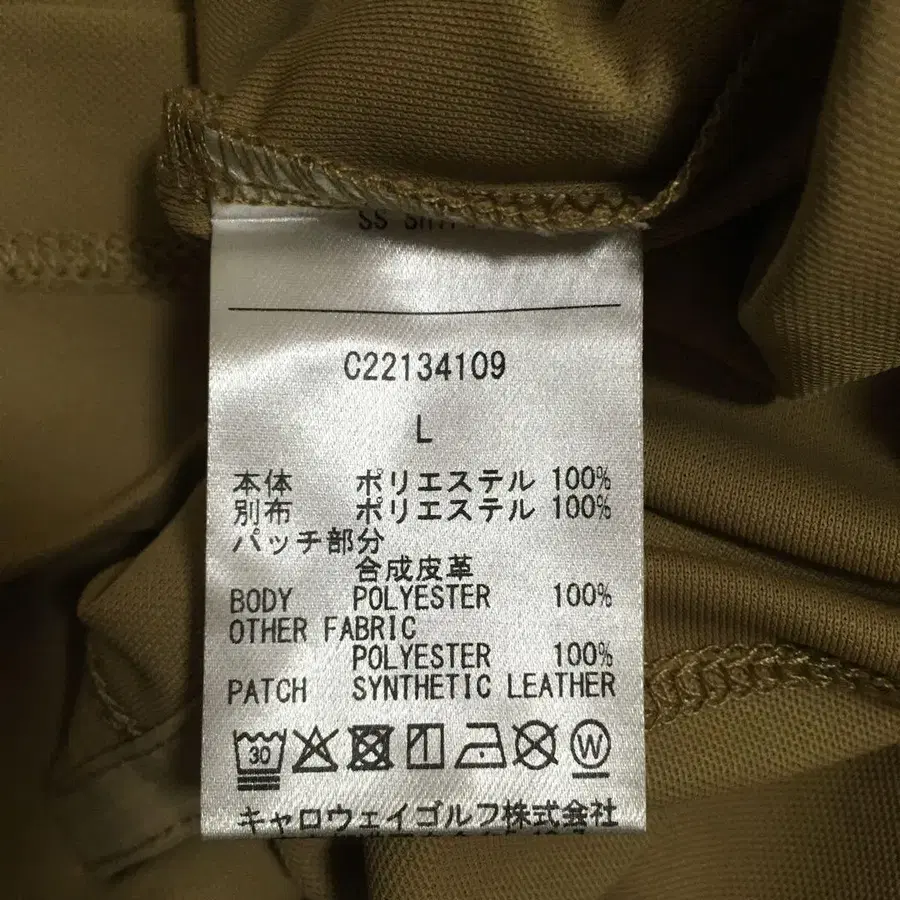 C22134109
L
本体 ポリエステル 100%
別布 ポリエステル 100%
パッチ部分
合成皮革
BODY POLYESTER 100%
OTHER FABRIC
POLYESTER 100%
PATCH SYNTHETIC LEATHER
30 W
キャロウェイゴルフ株式会社